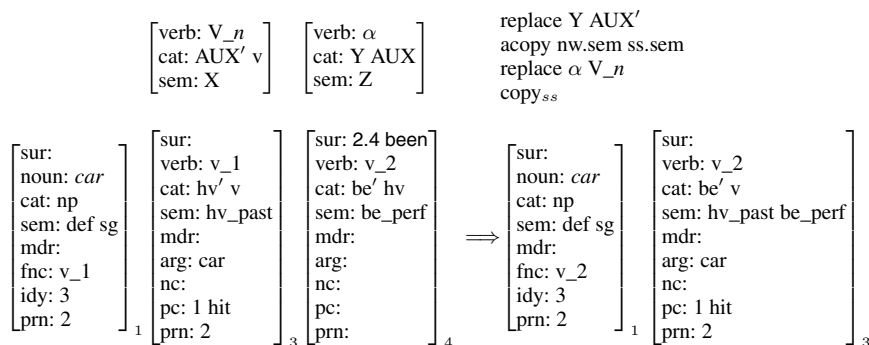 verb: V_n verb: α replace Y AUX′
cat: AUX′ v cat: Y AUX acopy nw.sem ss.sem
sem: X sem: Z replace α V_n
copyₛₛ
sur: sur: sur: 2.4 been sur: sur:
noun: car verb: v_1 verb: v_2 noun: car verb: v_2
cat: np cat: hv′ v cat: be′ hv cat: np cat: be′ v
sem: def sg sem: hv_past sem: be_perf sem: def sg sem: hv_past be_perf
mdr: mdr: mdr: ⟹ mdr: mdr:
fnc: v_1 arg: car arg: fnc: v_2 arg: car
idy: 3 nc: nc: idy: 3 nc:
prn: 2 pc: 1 hit pc: prn: 2 pc: 1 hit
1 prn: 2 prn: 1 prn: 2
3 4 3